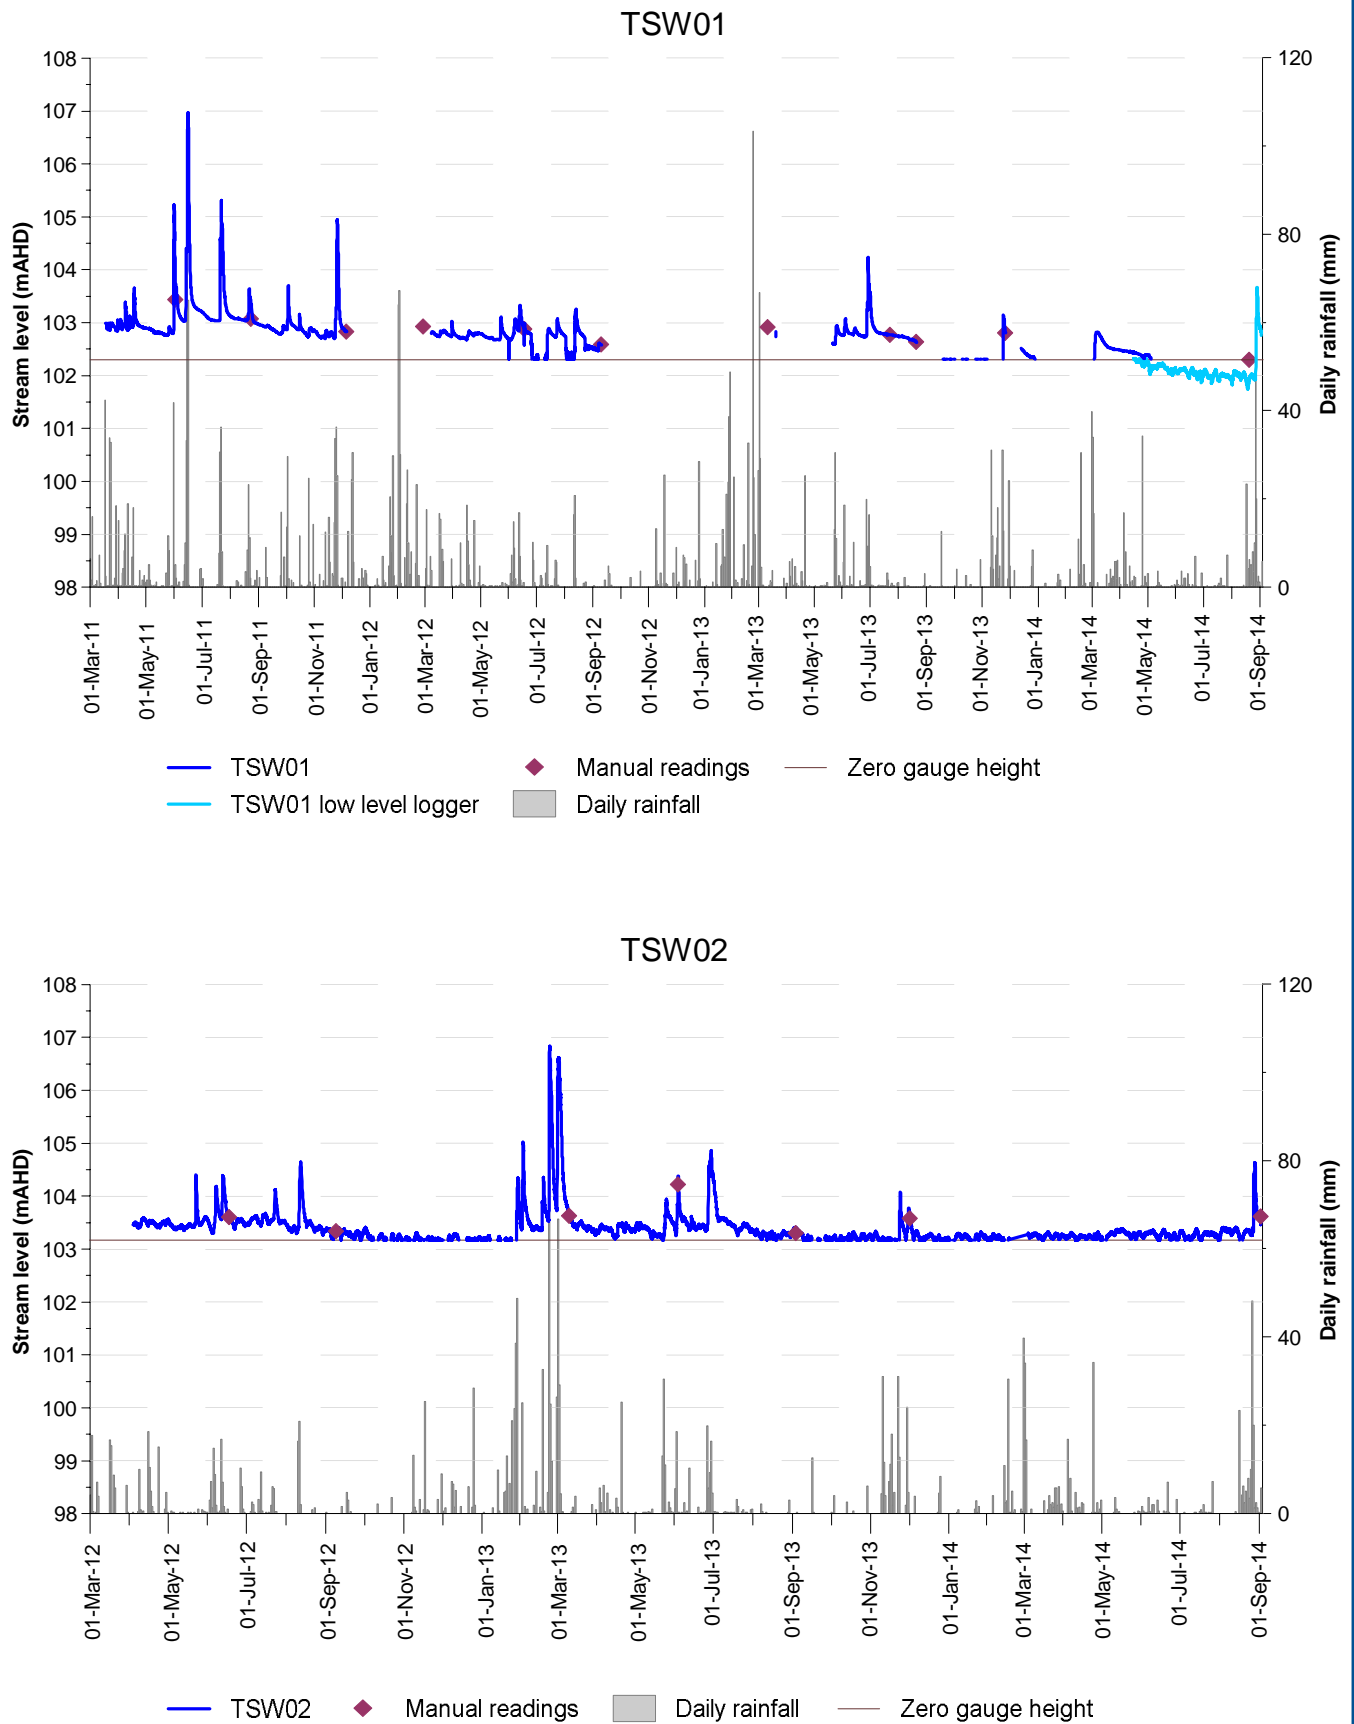 TSW01
108
107
106
105
104
103
102
101
100
99
98
Stream level (mAHD)
120
80
40
0
Daily rainfall (mm)
01-Mar-11
01-May-11
01-Jul-11
01-Sep-11
01-Nov-11
01-Jan-12
01-Mar-12
01-May-12
01-Jul-12
01-Sep-12
01-Nov-12
01-Jan-13
01-Mar-13
01-May-13
01-Jul-13
01-Sep-13
01-Nov-13
01-Jan-14
01-Mar-14
01-May-14
01-Jul-14
01-Sep-14
TSW01 Manual readings Zero gauge height
TSW01 low level logger Daily rainfall
TSW02
108
107
106
105
104
103
102
101
100
99
98
Stream level (mAHD)
120
80
40
0
Daily rainfall (mm)
01-Mar-12
01-May-12
01-Jul-12
01-Sep-12
01-Nov-12
01-Jan-13
01-Mar-13
01-May-13
01-Jul-13
01-Sep-13
01-Nov-13
01-Jan-14
01-Mar-14
01-May-14
01-Jul-14
01-Sep-14
TSW02 Manual readings Daily rainfall Zero gauge height